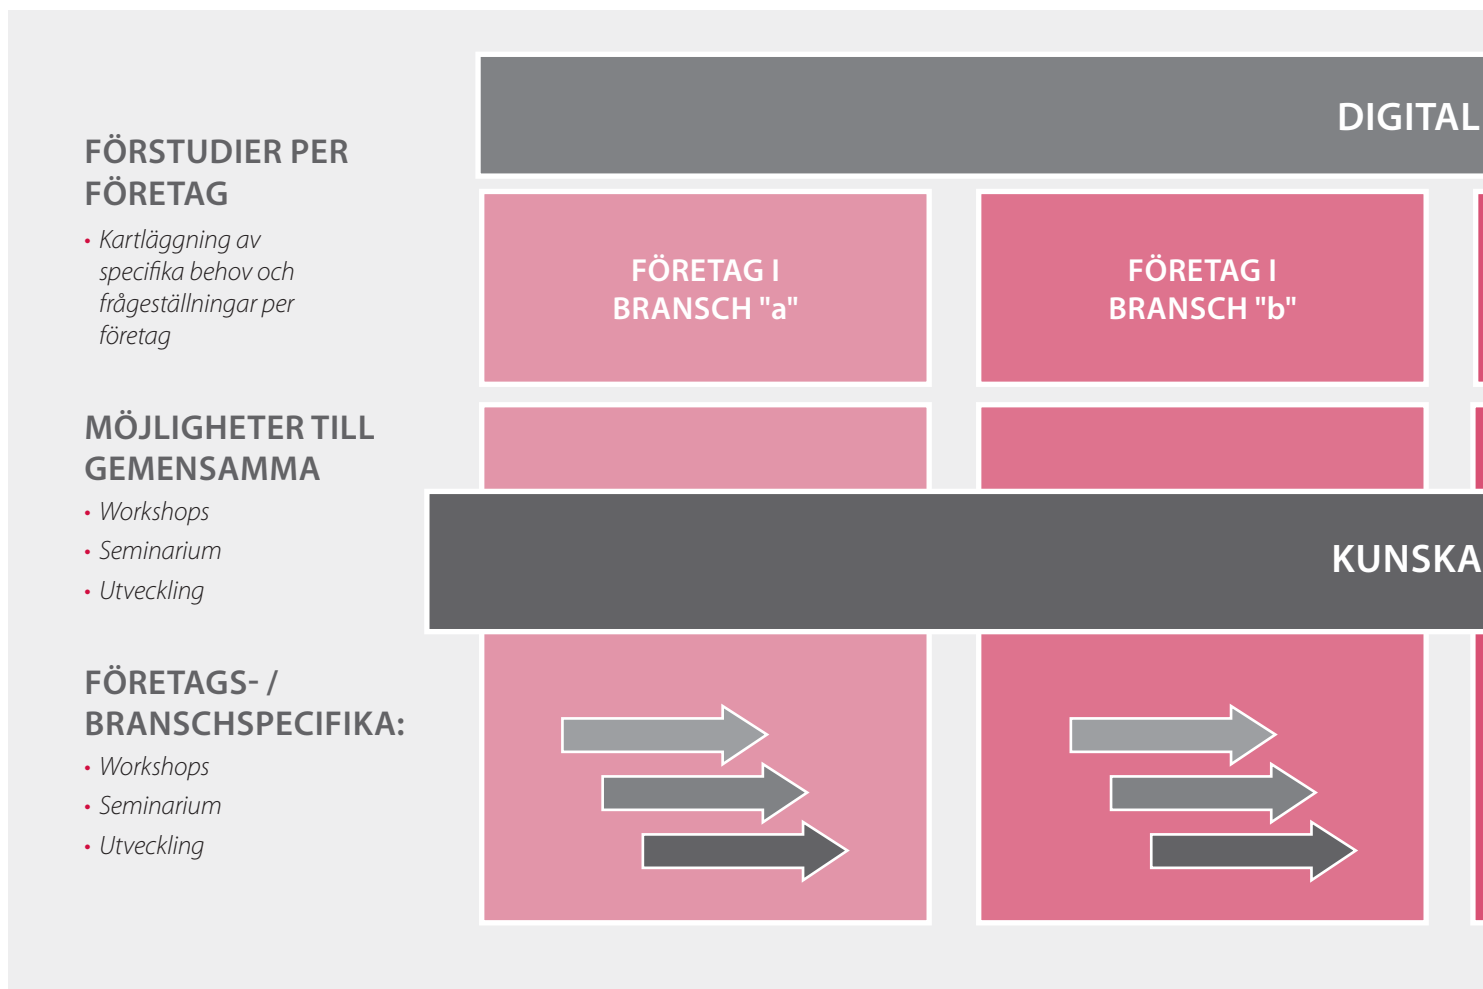 DIGITAL
FÖRSTUDIER PER
FÖRETAG
• Kartläggning av
specifika behov och
frågeställningar per
företag
FÖRETAG I
BRANSCH "a"
FÖRETAG I
BRANSCH "b"
MÖJLIGHETER TILL
GEMENSAMMA
• Workshops
• Seminarium
• Utveckling
KUNSKA
FÖRETAGS- /
BRANSCHSPECIFIKA:
• Workshops
• Seminarium
• Utveckling